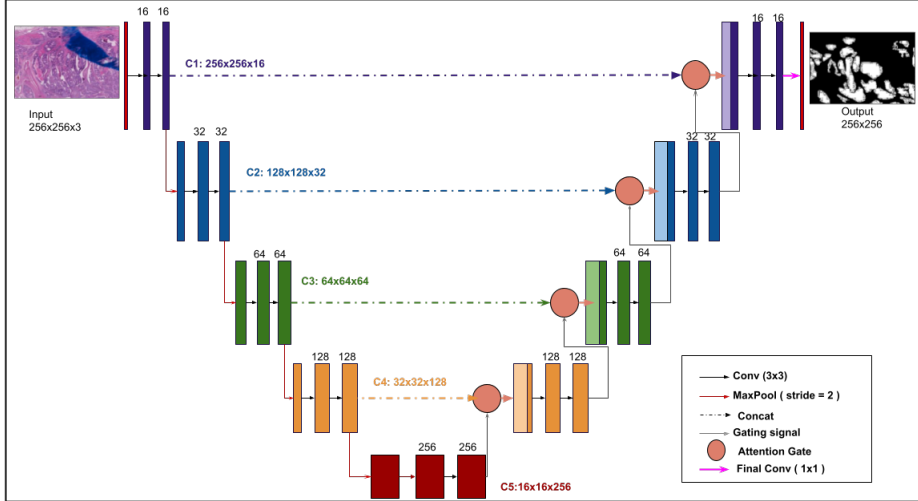 16 16
16 16
C1: 256x256x16
Input
256x256x3
Output
256x256
32 32
32 32
C2: 128x128x32
64 64
64 64
C3: 64x64x64
128 128
128 128
C4: 32x32x128
256 256
C5:16x16x256
Conv (3x3)
MaxPool ( stride = 2 )
Concat
Gating signal
Attention Gate
Final Conv ( 1x1 )